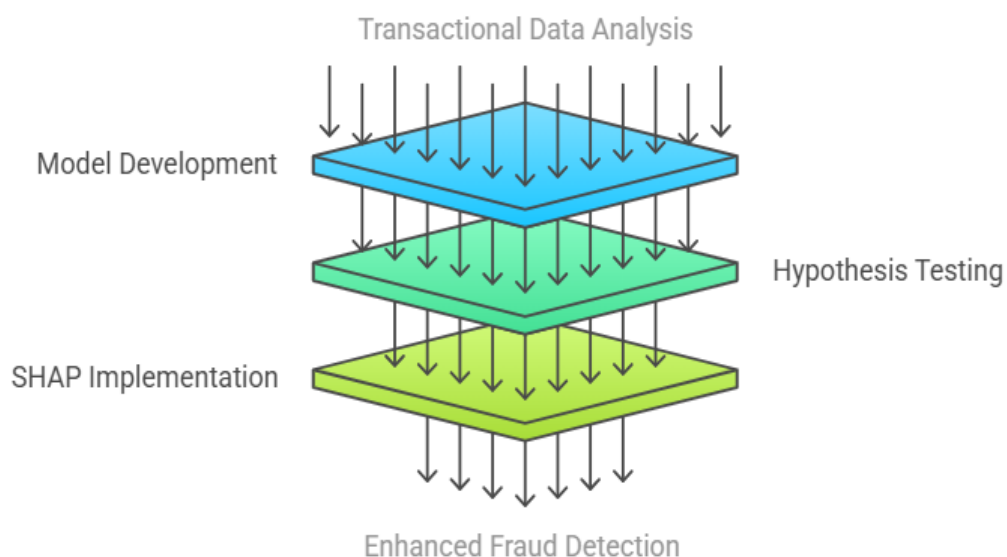 Transactional Data Analysis
Model Development
Hypothesis Testing
SHAP Implementation
Enhanced Fraud Detection